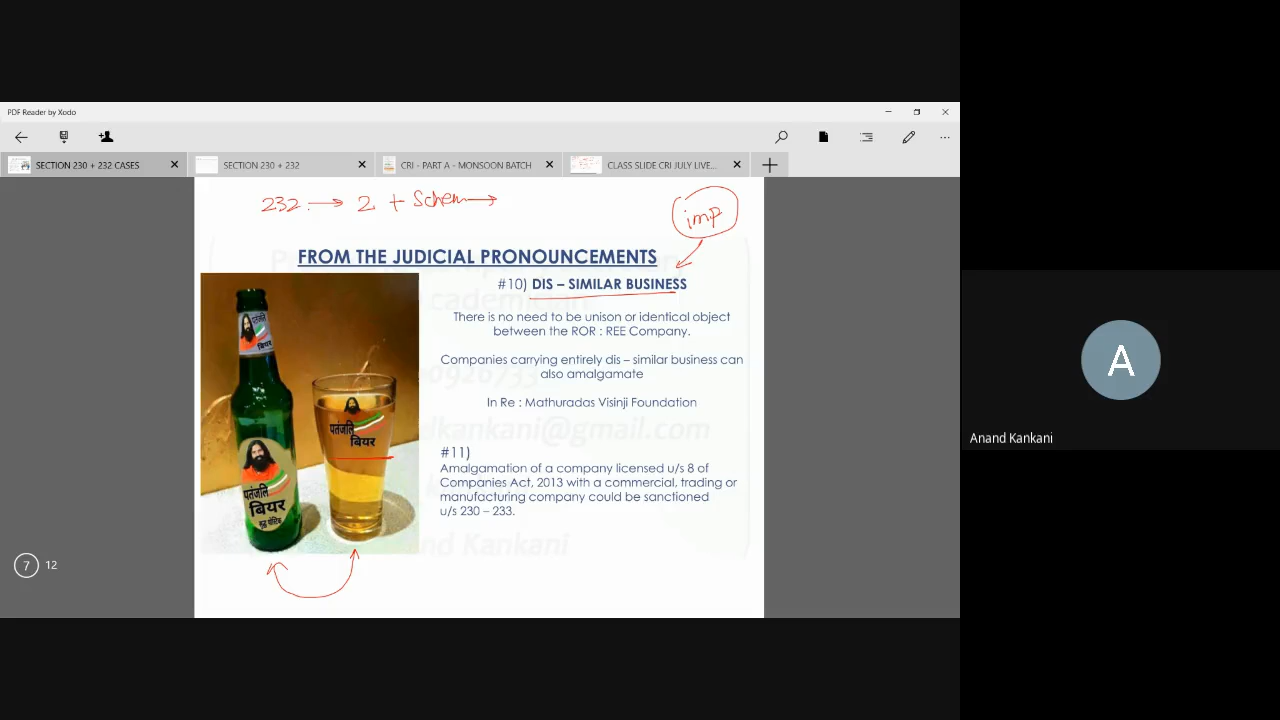 PDF Reader by Xodo
SECTION 230 + 232 CASES
SECTION 230 + 232
CRI - PART A - MONSOON BATCH
CLASS SLIDE CRI JULY LIVE...
232 → 2 + Schem →
imp
FROM THE JUDICIAL PRONOUNCEMENTS
#10) DIS – SIMILAR BUSINESS
There is no need to be unison or identical object
between the ROR : REE Company.
Companies carrying entirely dis – similar business can
also amalgamate
In Re : Mathuradas Visinji Foundation
#11)
Amalgamation of a company licensed u/s 8 of
Companies Act, 2013 with a commercial, trading or
manufacturing company could be sanctioned
u/s 230 – 233.
पतंजलि
बियर
पतंजलि
बियर
7 12
A
Anand Kankani